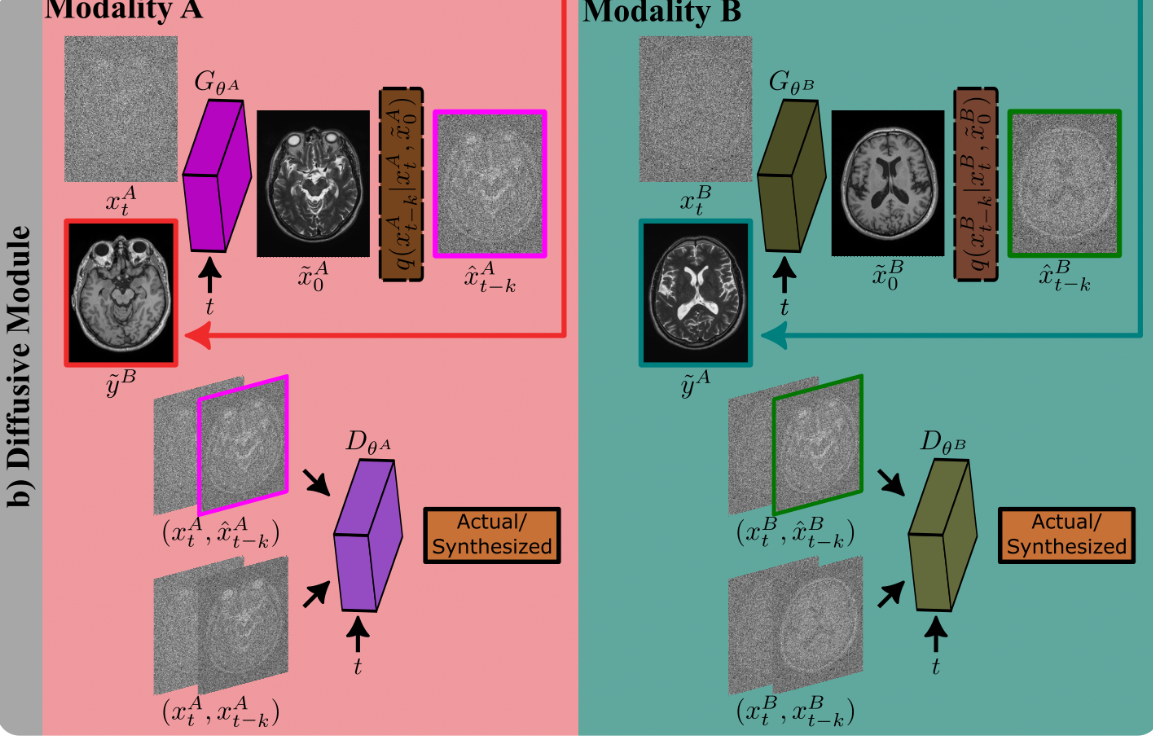 Modality A
Modality B
b) Diffusive Module
$G_{\theta^A}$
$x_t^A$
$t$
$\tilde{x}_0^A$
$q(x_{t-k}^A|x_t^A, \tilde{x}_0^A)$
$\hat{x}_{t-k}^A$
$\tilde{y}^B$
$D_{\theta^A}$
$(x_t^A, \hat{x}_{t-k}^A)$
Actual/
Synthesized
$t$
$(x_t^A, x_{t-k}^A)$
$G_{\theta^B}$
$x_t^B$
$t$
$\tilde{x}_0^B$
$q(x_{t-k}^B|x_t^B, \tilde{x}_0^B)$
$\hat{x}_{t-k}^B$
$\tilde{y}^A$
$D_{\theta^B}$
$(x_t^B, \hat{x}_{t-k}^B)$
Actual/
Synthesized
$t$
$(x_t^B, x_{t-k}^B)$